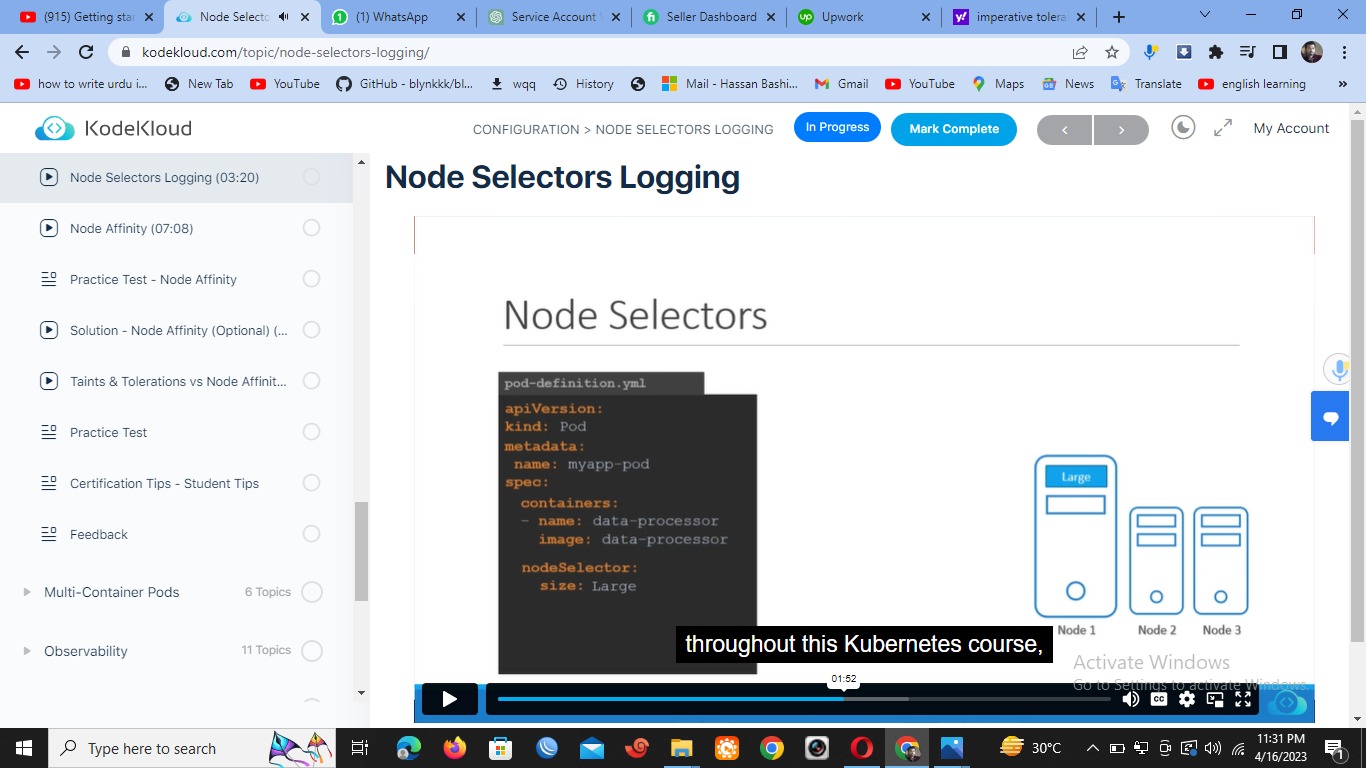 (915) Getting star
Node Selecto
(1) WhatsApp
Service Account
Seller Dashboard
Upwork
imperative tolera
kodekloud.com/topic/node-selectors-logging/
how to write urdu i...
New Tab
YouTube
GitHub - blynkkk/bl...
wqq
History
Mail - Hassan Bashi...
Gmail
YouTube
Maps
News
Translate
english learning
KodeKloud
CONFIGURATION > NODE SELECTORS LOGGING
In Progress
Mark Complete
My Account
Node Selectors Logging (03:20)
Node Affinity (07:08)
Practice Test - Node Affinity
Solution - Node Affinity (Optional) (...
Taints & Tolerations vs Node Affinit...
Practice Test
Certification Tips - Student Tips
Feedback
Multi-Container Pods 6 Topics
Observability 11 Topics
Node Selectors Logging
Node Selectors
pod-definition.yml
apiVersion:
kind: Pod
metadata:
name: myapp-pod
spec:
containers:
- name: data-processor
image: data-processor
nodeSelector:
size: Large
Large
Node 1
Node 2
Node 3
throughout this Kubernetes course,
Activate Windows
Go to Settings to activate Windows.
01:52
CC
Type here to search
30°C
11:31 PM
4/16/2023
1